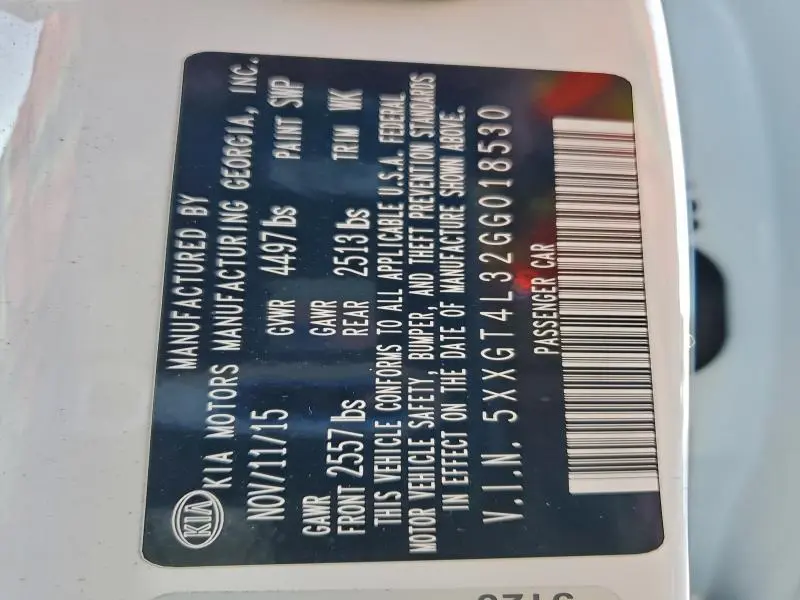 MANUFACTURED BY
KIA KIA MOTORS MANUFACTURING GEORGIA, INC.
NOV/11/15 GVWR 4497lbs PAINT SWP
GAWR FRONT 2557lbs GAWR REAR 2513lbs TRIM WK
THIS VEHICLE CONFORMS TO ALL APPLICABLE U.S.A. FEDERAL
MOTOR VEHICLE SAFETY, BUMPER, AND THEFT PREVENTION STANDARDS
IN EFFECT ON THE DATE OF MANUFACTURE SHOWN ABOVE.
V.I.N. 5XXGT4L32GG018530
PASSENGER CAR